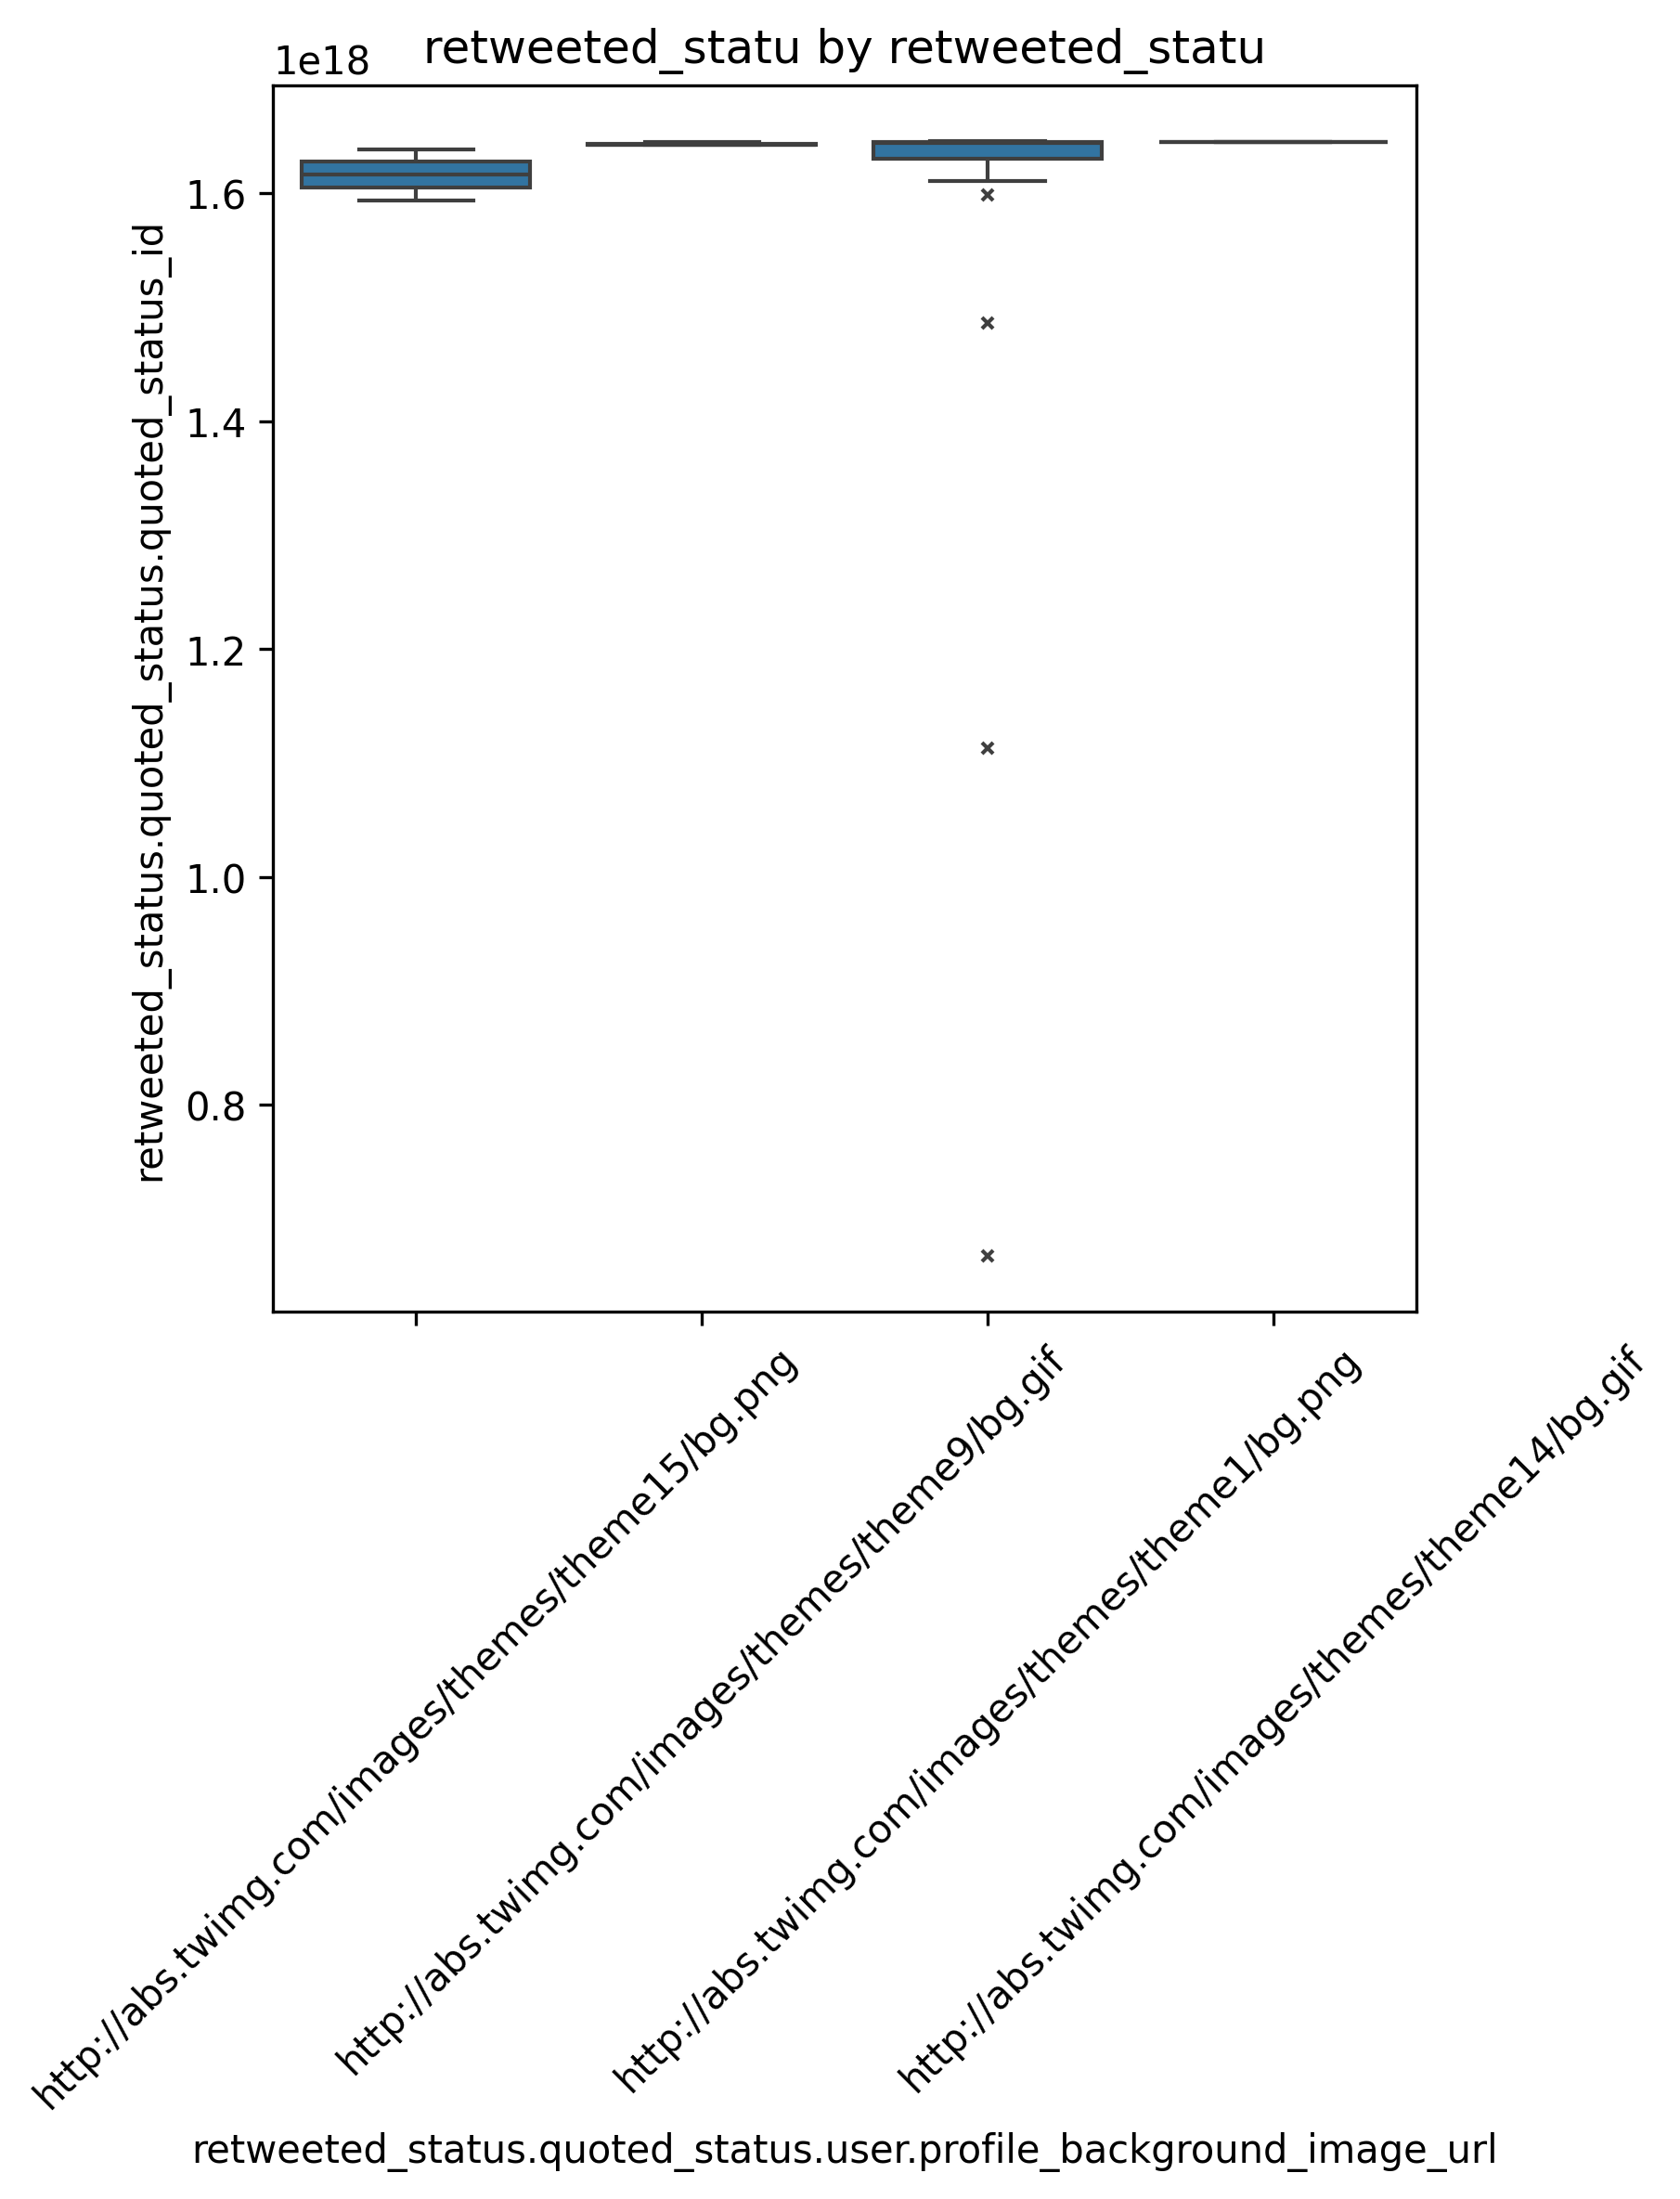 retweeted_statu by retweeted_statu
1e18
retweeted_status.quoted_status.quoted_status_id
1.6
1.4
1.2
1.0
0.8
http://abs.twimg.com/images/themes/theme15/bg.png
http://abs.twimg.com/images/themes/theme9/bg.gif
http://abs.twimg.com/images/themes/theme1/bg.png
http://abs.twimg.com/images/themes/theme14/bg.gif
retweeted_status.quoted_status.user.profile_background_image_url